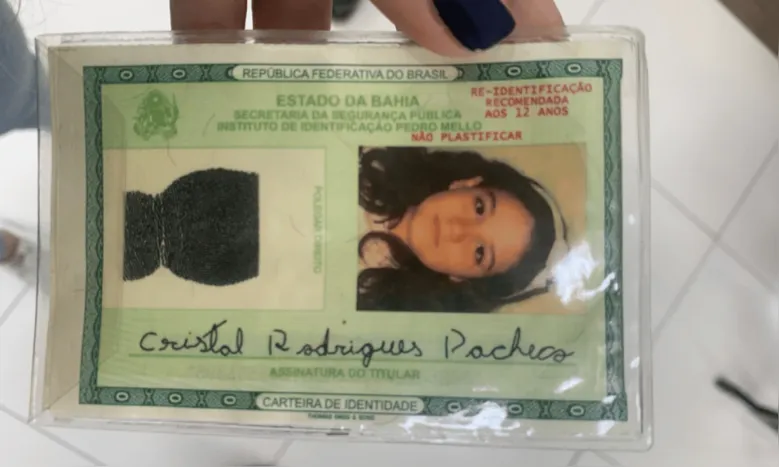 REPÚBLICA FEDERATIVA DO BRASIL
ESTADO DA BAHIA
SECRETARIA DA SEGURANÇA PÚBLICA
INSTITUTO DE IDENTIFICAÇÃO PEDRO MELLO
RE-IDENTIFICAÇÃO
RECOMENDADA
AOS 12 ANOS
NÃO PLASTIFICAR
POLEGAR DIREITO
Cristal Rodrigues Pacheco
ASSINATURA DO TITULAR
CARTEIRA DE IDENTIDADE